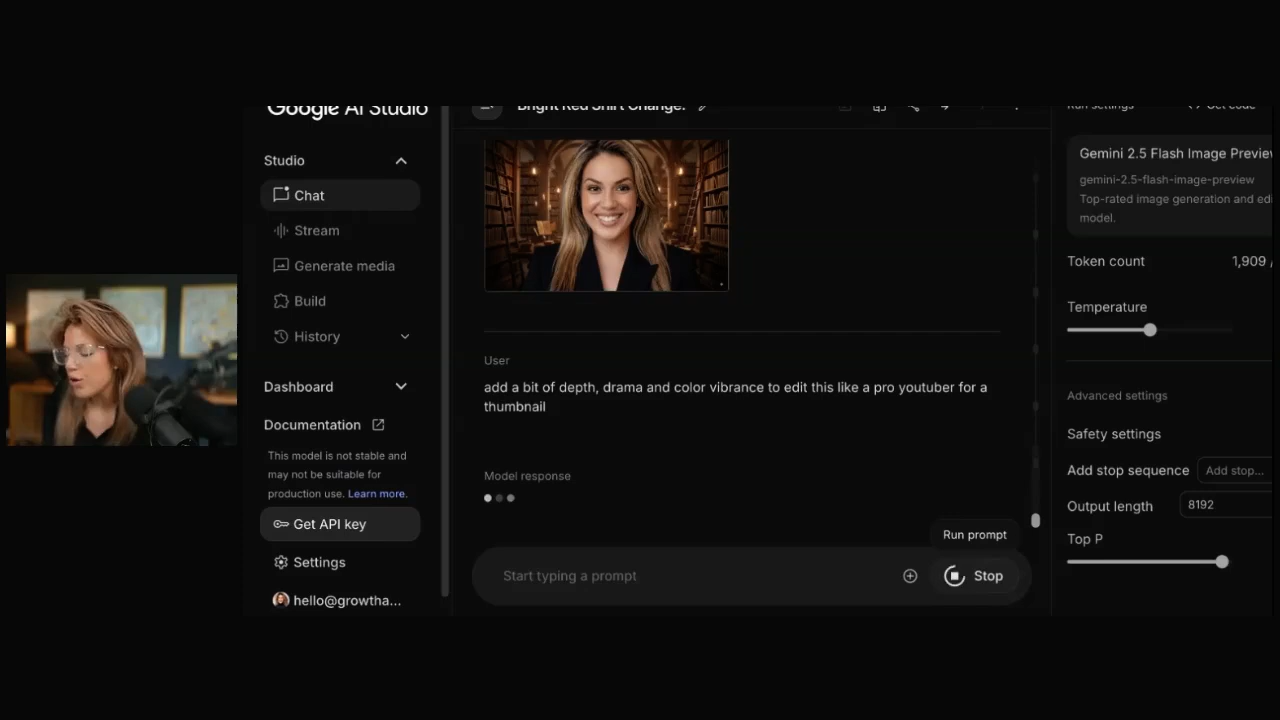 Google AI Studio
Bright Red Shirt Change.
Run settings
<> Get code
Studio
Chat
Stream
Generate media
Build
History
Dashboard
Documentation
This model is not stable and
may not be suitable for
production use. Learn more.
Get API key
Settings
hello@growtha...
User
add a bit of depth, drama and color vibrance to edit this like a pro youtuber for a
thumbnail
Model response
Run prompt
Start typing a prompt
Stop
Gemini 2.5 Flash Image Preview
gemini-2.5-flash-image-preview
Top-rated image generation and edi
model.
Token count 1,909 /
Temperature
Advanced settings
Safety settings
Add stop sequence Add stop...
Output length 8192
Top P